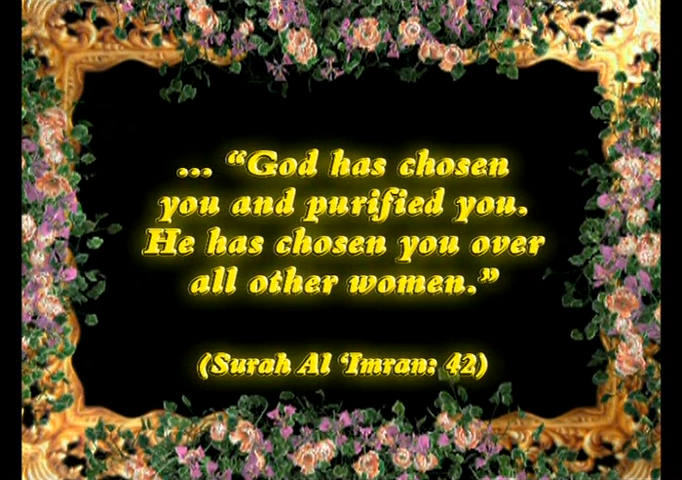 ... “God has chosen
you and purified you.
He has chosen you over
all other women.”
(Surah Al ‘Imran: 42)